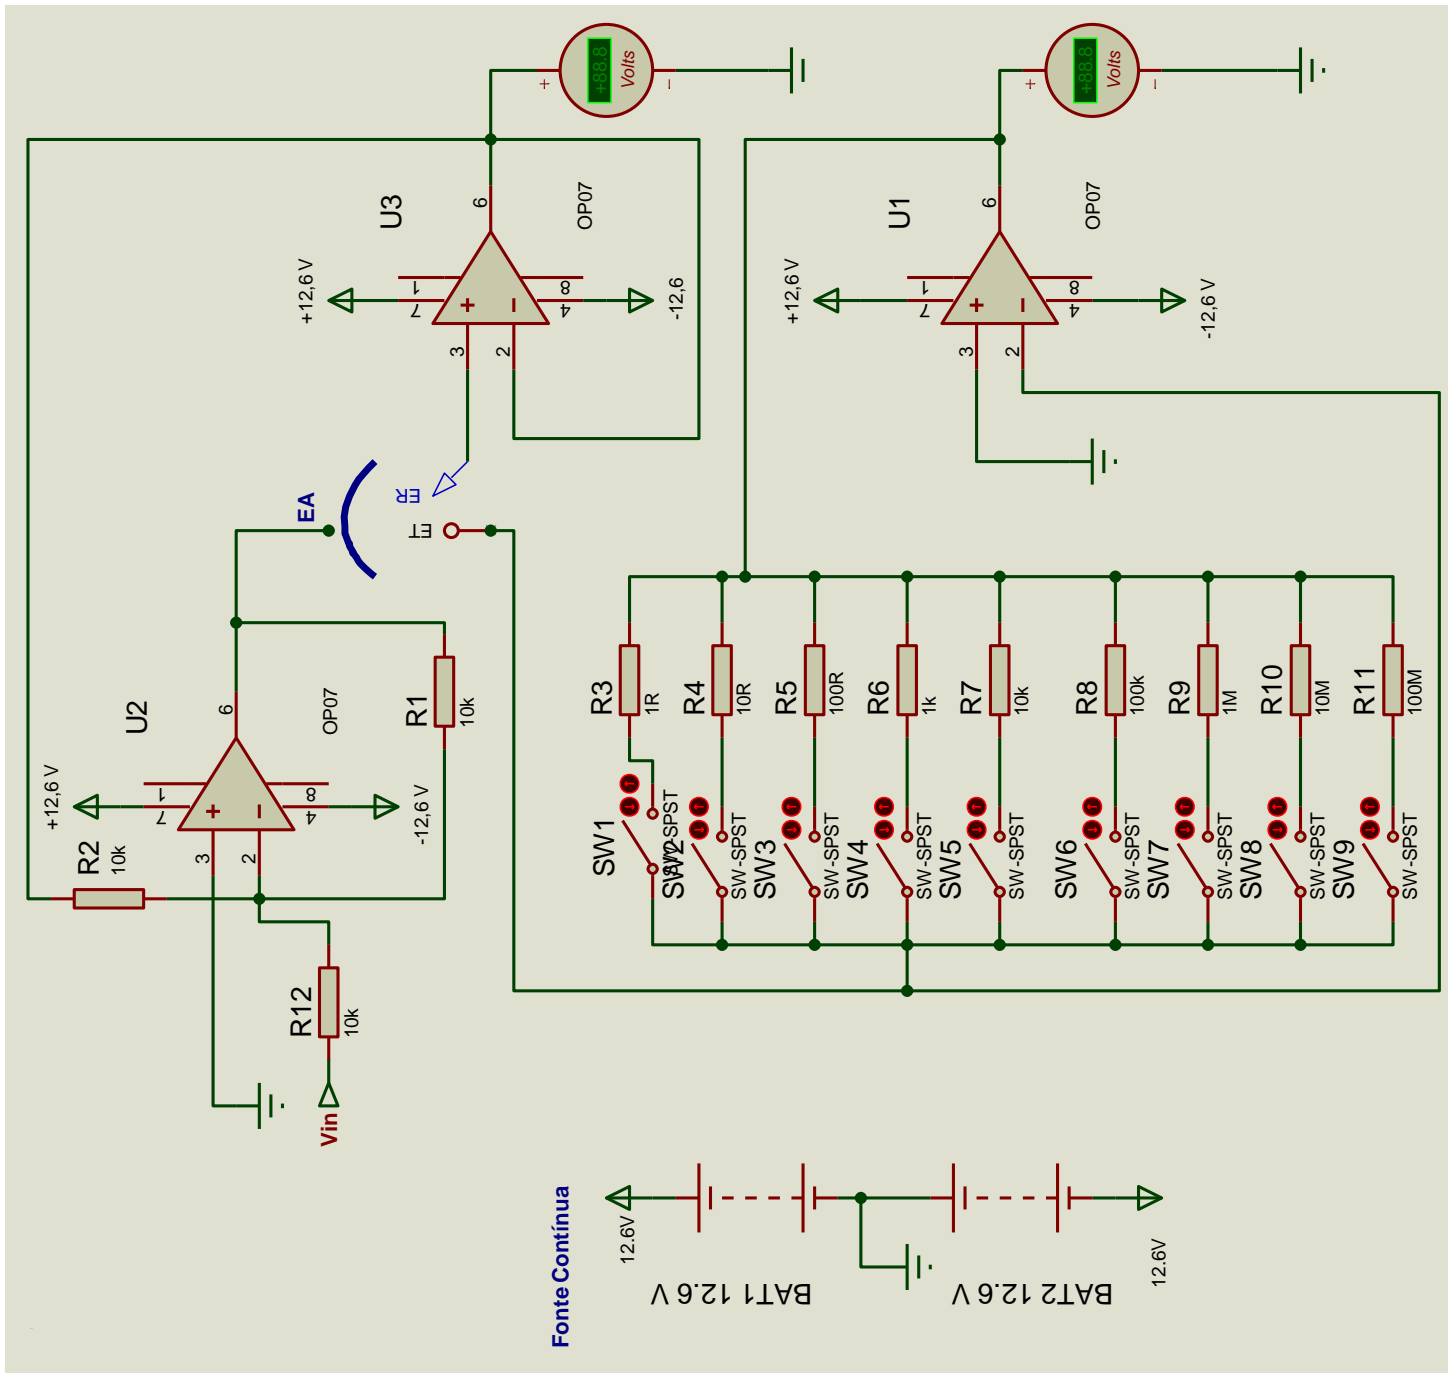 +88.8
Volts
+
+88.8
Volts
+
U3
6
OP07
+12,6 V
1
7
8
4
-12,6
3
2
U1
6
OP07
+12,6 V
1
7
8
4
-12,6 V
3
2
EA
ER
ET
U2
6
OP07
+12,6 V
1
7
8
4
-12,6 V
3
2
R1
10k
R2
10k
R12
10k
Vin
R3
1R
R4
10R
R5
100R
R6
1k
R7
10k
R8
100k
R9
1M
R10
10M
R11
100M
SW1
SW-SPST
SW2
SW-SPST
SW3
SW-SPST
SW4
SW-SPST
SW5
SW-SPST
SW6
SW-SPST
SW7
SW-SPST
SW8
SW-SPST
SW9
SW-SPST
Fonte Contínua
12.6V
BAT1 12.6 V
BAT2 12.6 V
12.6V